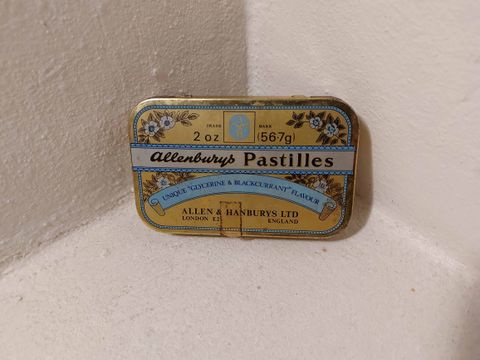 TRADE MARK
2 oz (56·7g)
Allenburys Pastilles
UNIQUE "GLYCERINE & BLACKCURRANT" FLAVOUR
ALLEN & HANBURYS LTD
LONDON E2 ENGLAND